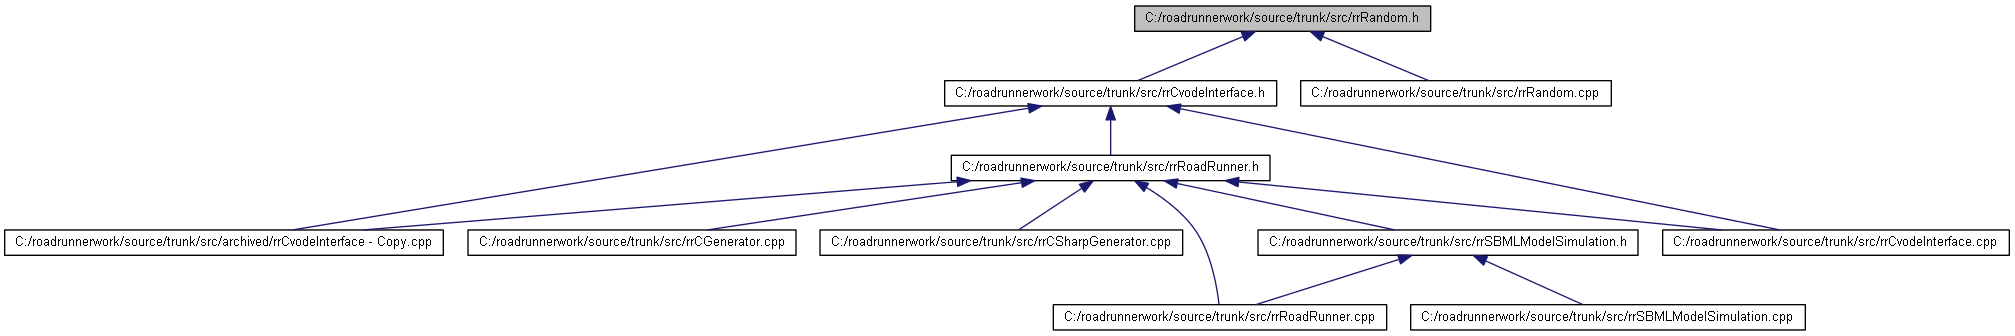 C:/roadrunnerwork/source/trunk/src/rrRandom.h
C:/roadrunnerwork/source/trunk/src/rrCvodeInterface.h
C:/roadrunnerwork/source/trunk/src/rrRandom.cpp
C:/roadrunnerwork/source/trunk/src/rrRoadRunner.h
C:/roadrunnerwork/source/trunk/src/archived/rrCvodeInterface - Copy.cpp
C:/roadrunnerwork/source/trunk/src/rrCGenerator.cpp
C:/roadrunnerwork/source/trunk/src/rrCSharpGenerator.cpp
C:/roadrunnerwork/source/trunk/src/rrSBMLModelSimulation.h
C:/roadrunnerwork/source/trunk/src/rrCvodeInterface.cpp
C:/roadrunnerwork/source/trunk/src/rrRoadRunner.cpp
C:/roadrunnerwork/source/trunk/src/rrSBMLModelSimulation.cpp